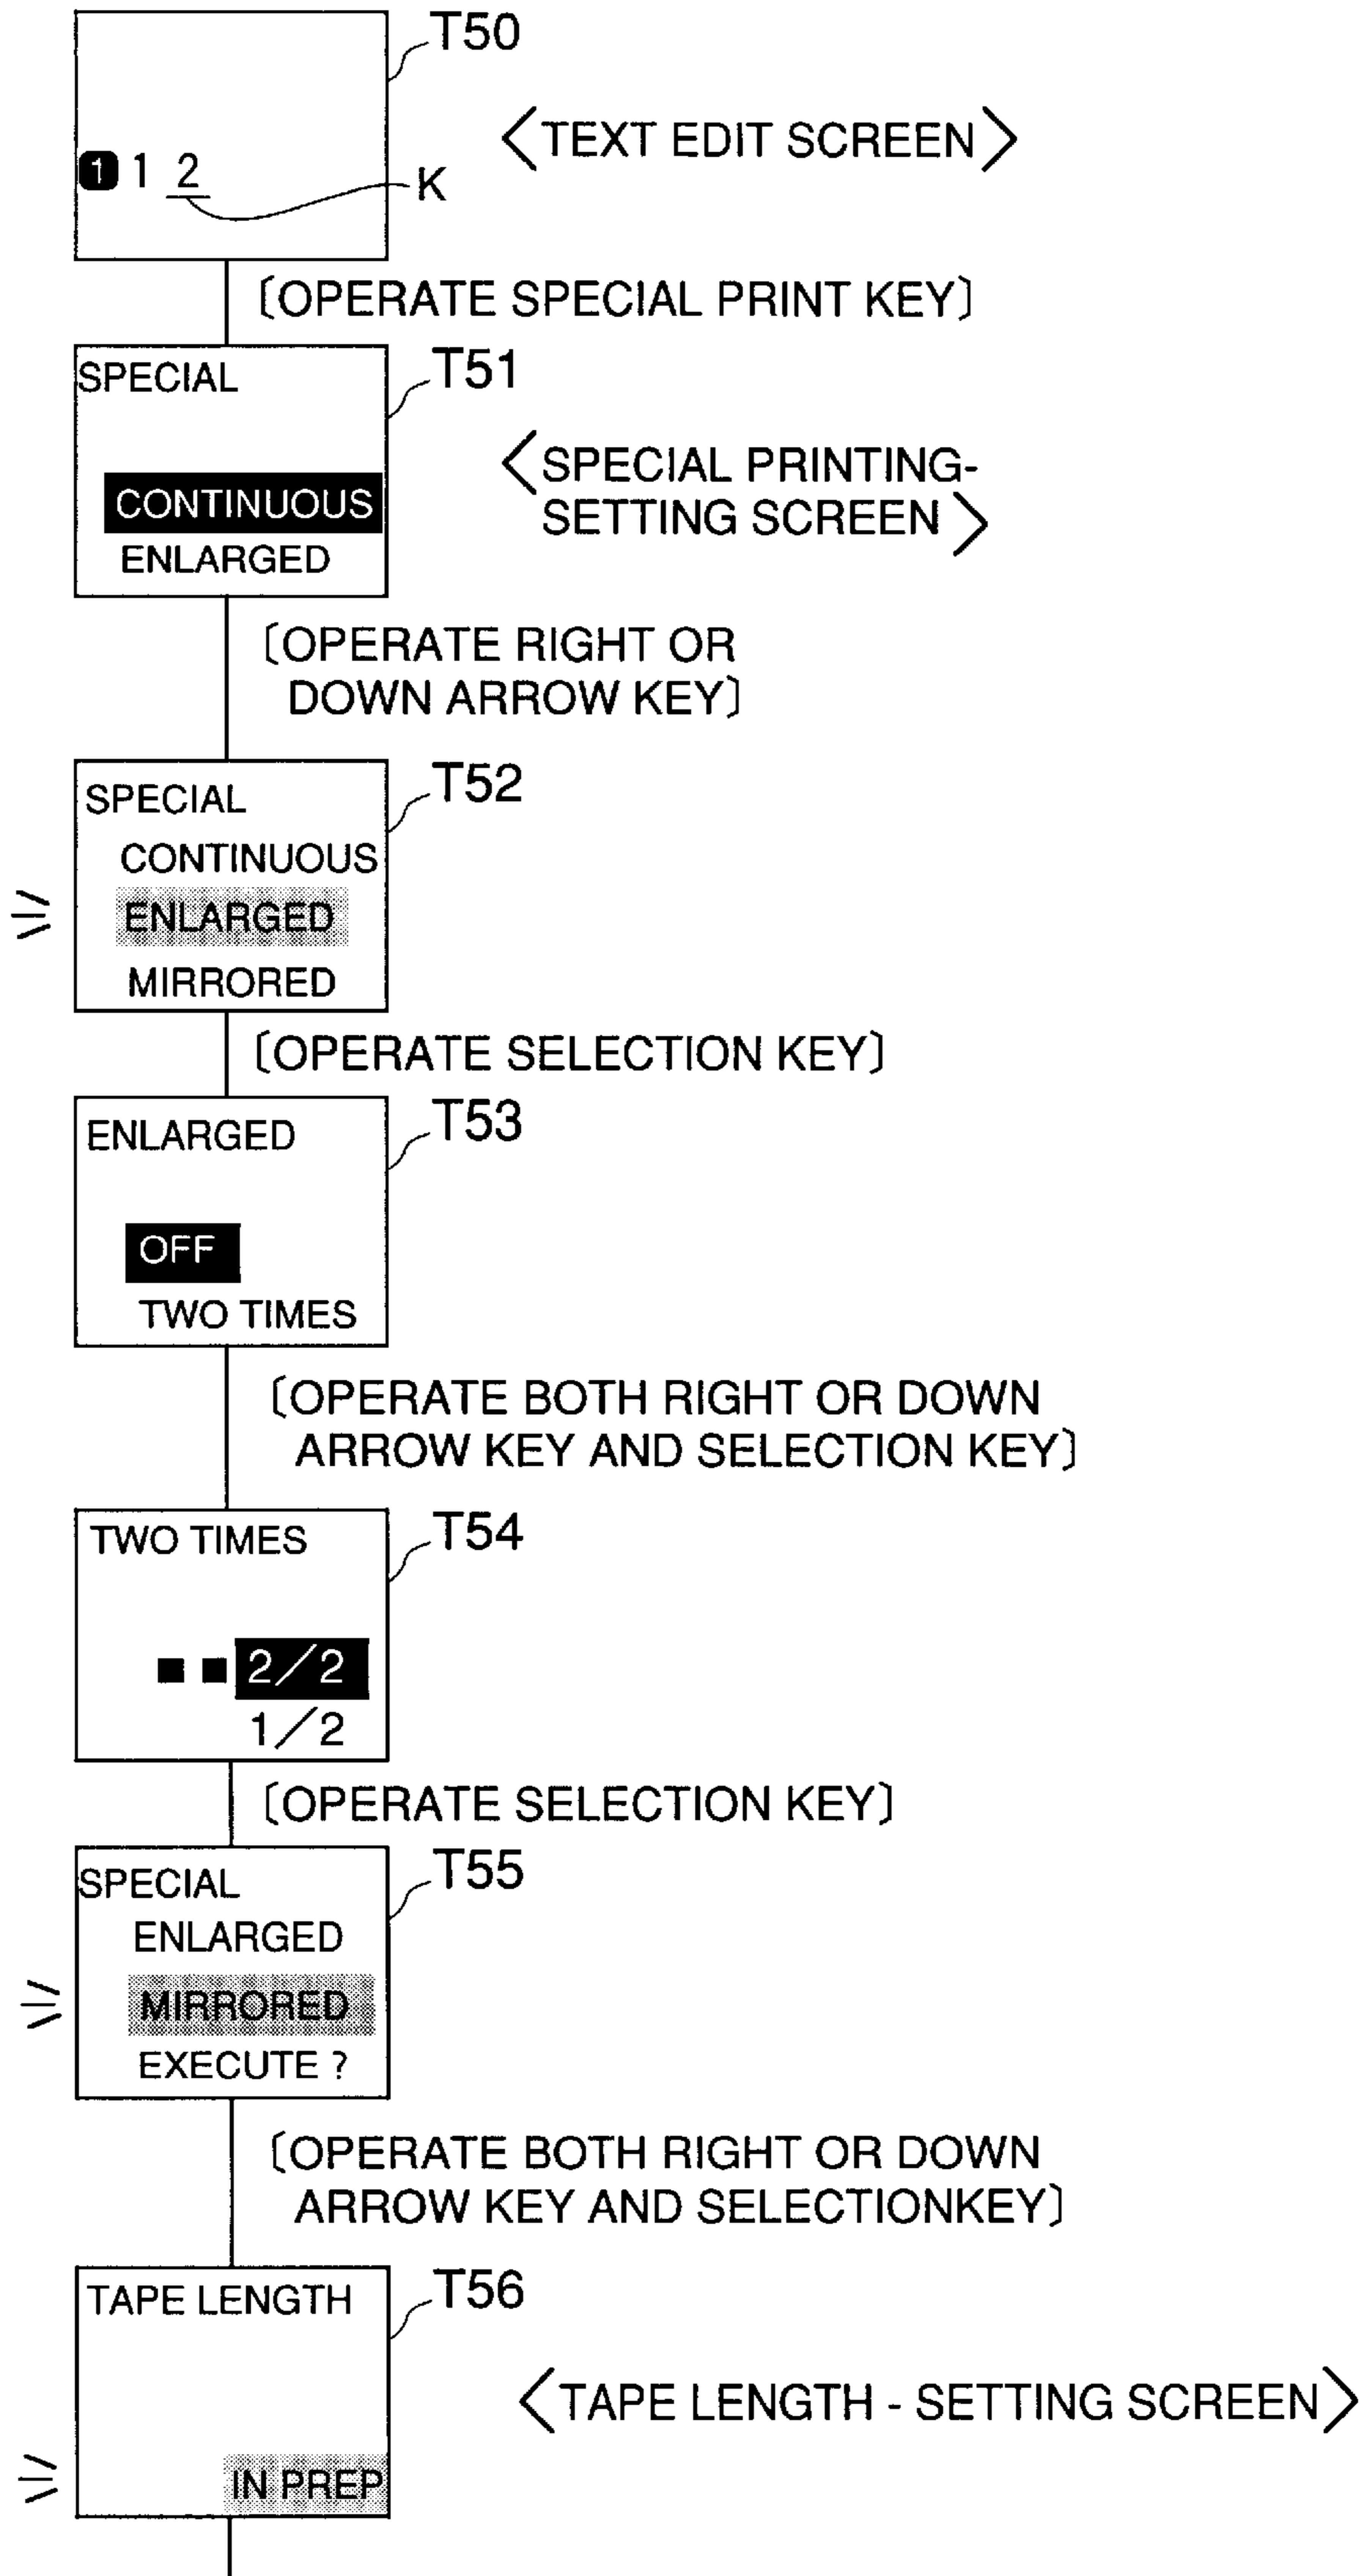 T50
<TEXT EDIT SCREEN>
1 1 2
K
[OPERATE SPECIAL PRINT KEY]
T51
SPECIAL
CONTINUOUS
ENLARGED
<SPECIAL PRINTING-
SETTING SCREEN>
[OPERATE RIGHT OR
DOWN ARROW KEY]
T52
SPECIAL
CONTINUOUS
ENLARGED
MIRRORED
[OPERATE SELECTION KEY]
T53
ENLARGED
OFF
TWO TIMES
[OPERATE BOTH RIGHT OR DOWN
ARROW KEY AND SELECTION KEY]
T54
TWO TIMES
2/2
1/2
[OPERATE SELECTION KEY]
T55
SPECIAL
ENLARGED
MIRRORED
EXECUTE ?
[OPERATE BOTH RIGHT OR DOWN
ARROW KEY AND SELECTIONKEY]
T56
TAPE LENGTH
<TAPE LENGTH - SETTING SCREEN>
IN PREP